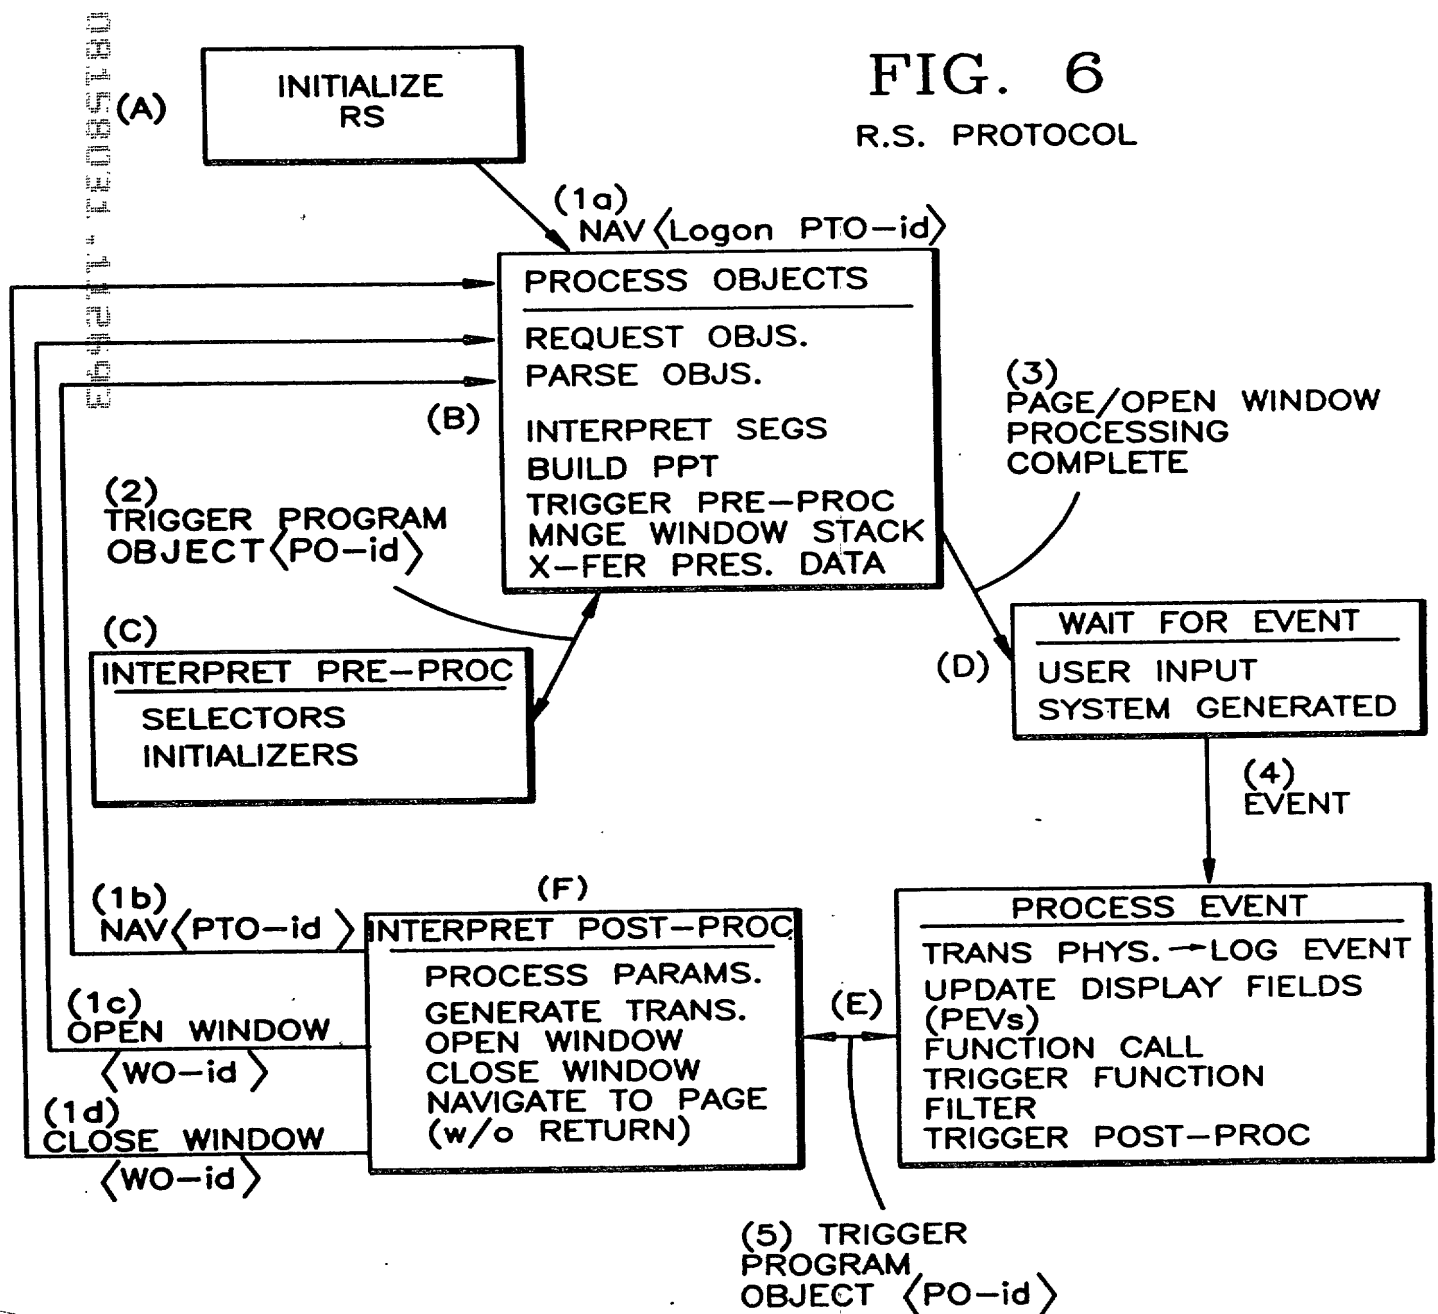 FIG. 6
R.S. PROTOCOL
(A)
INITIALIZE
RS
(1a)
NAV〈Logon PTO-id〉
PROCESS OBJECTS
REQUEST OBJS.
PARSE OBJS.
(B)
INTERPRET SEGS
BUILD PPT
TRIGGER PRE-PROC
MNGE WINDOW STACK
X-FER PRES. DATA
(3)
PAGE/OPEN WINDOW
PROCESSING
COMPLETE
(2)
TRIGGER PROGRAM
OBJECT〈PO-id〉
(C)
INTERPRET PRE-PROC
SELECTORS
INITIALIZERS
(D)
WAIT FOR EVENT
USER INPUT
SYSTEM GENERATED
(4)
EVENT
(1b)
NAV〈PTO-id〉
(1c)
OPEN WINDOW
〈WO-id〉
(1d)
CLOSE WINDOW
〈WO-id〉
(F)
INTERPRET POST-PROC
PROCESS PARAMS.
GENERATE TRANS.
OPEN WINDOW
CLOSE WINDOW
NAVIGATE TO PAGE
(w/o RETURN)
(E)
PROCESS EVENT
TRANS PHYS.→LOG EVENT
UPDATE DISPLAY FIELDS
(PEVs)
FUNCTION CALL
TRIGGER FUNCTION
FILTER
TRIGGER POST-PROC
(5) TRIGGER
PROGRAM
OBJECT 〈PO-id〉